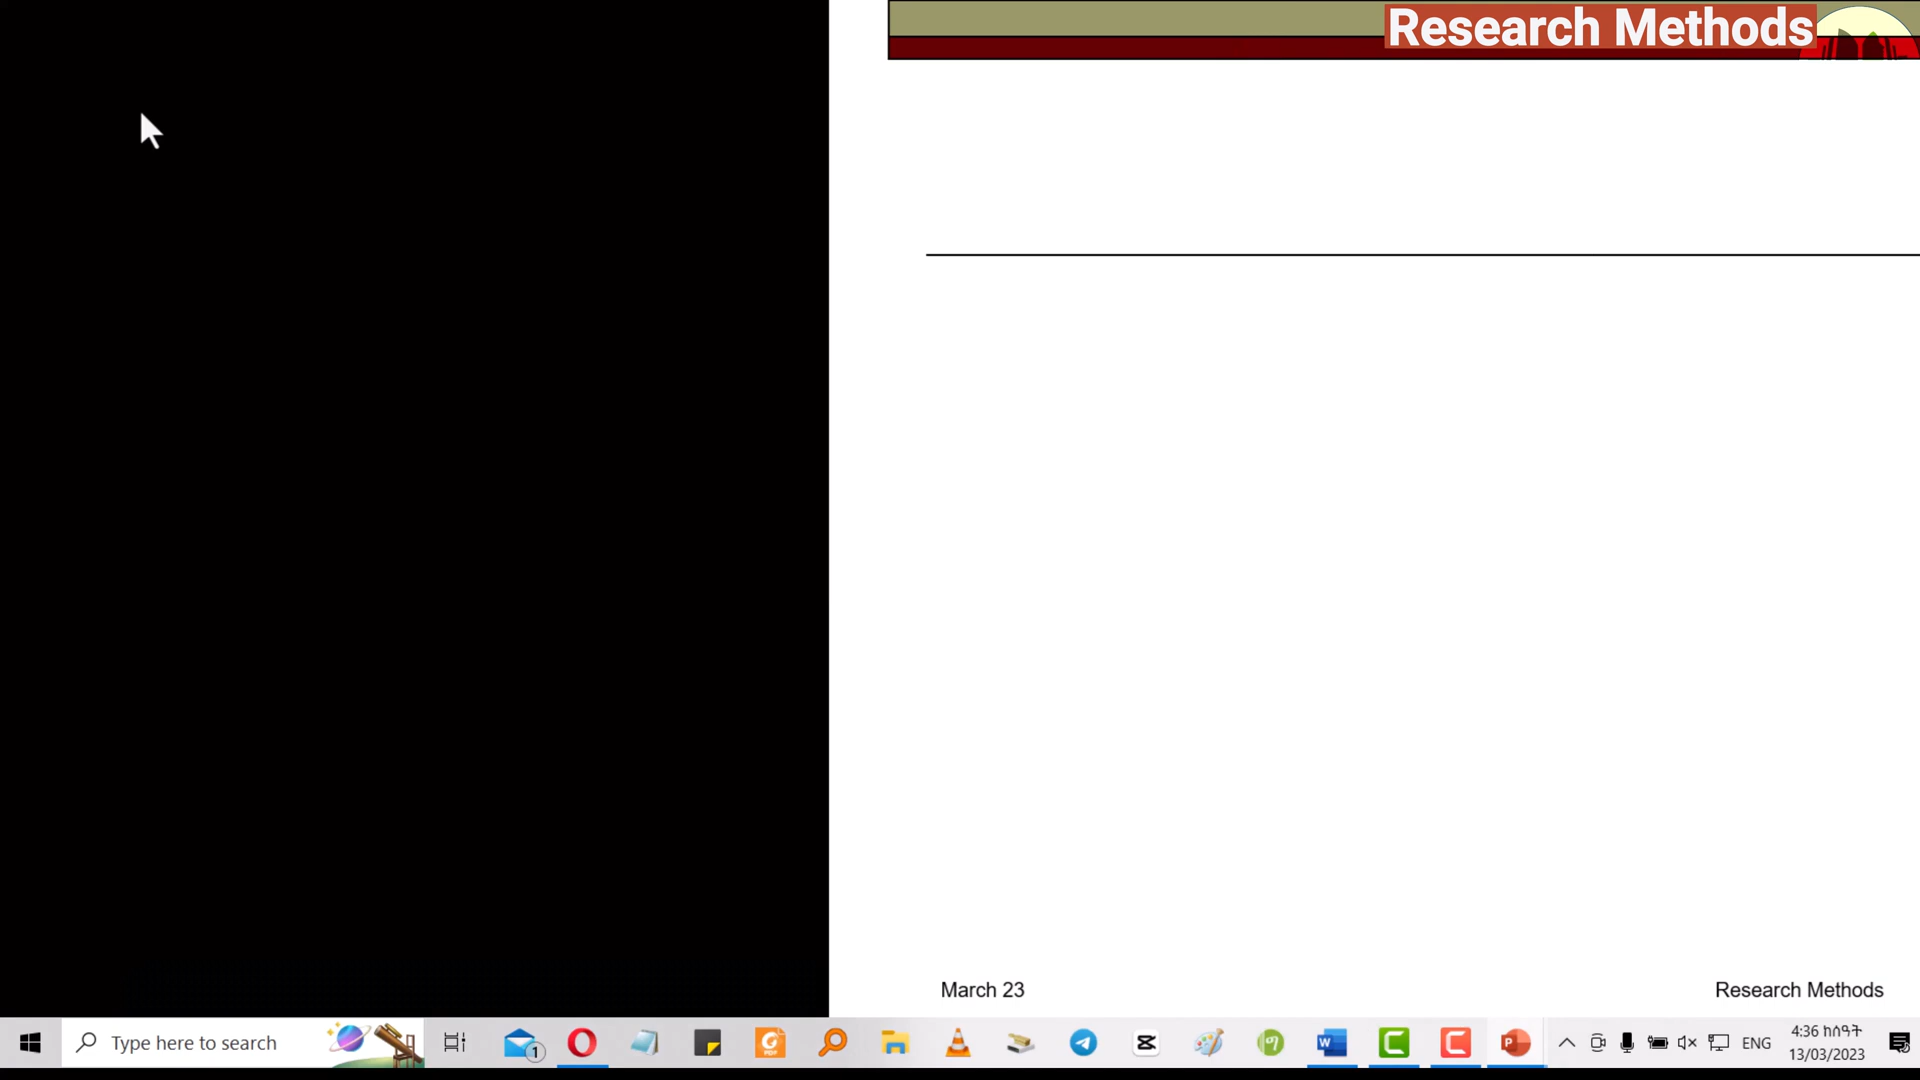 Research Methods
March 23
Research Methods
Type here to search
1
ENG
4:36 ከሰዓት
13/03/2023